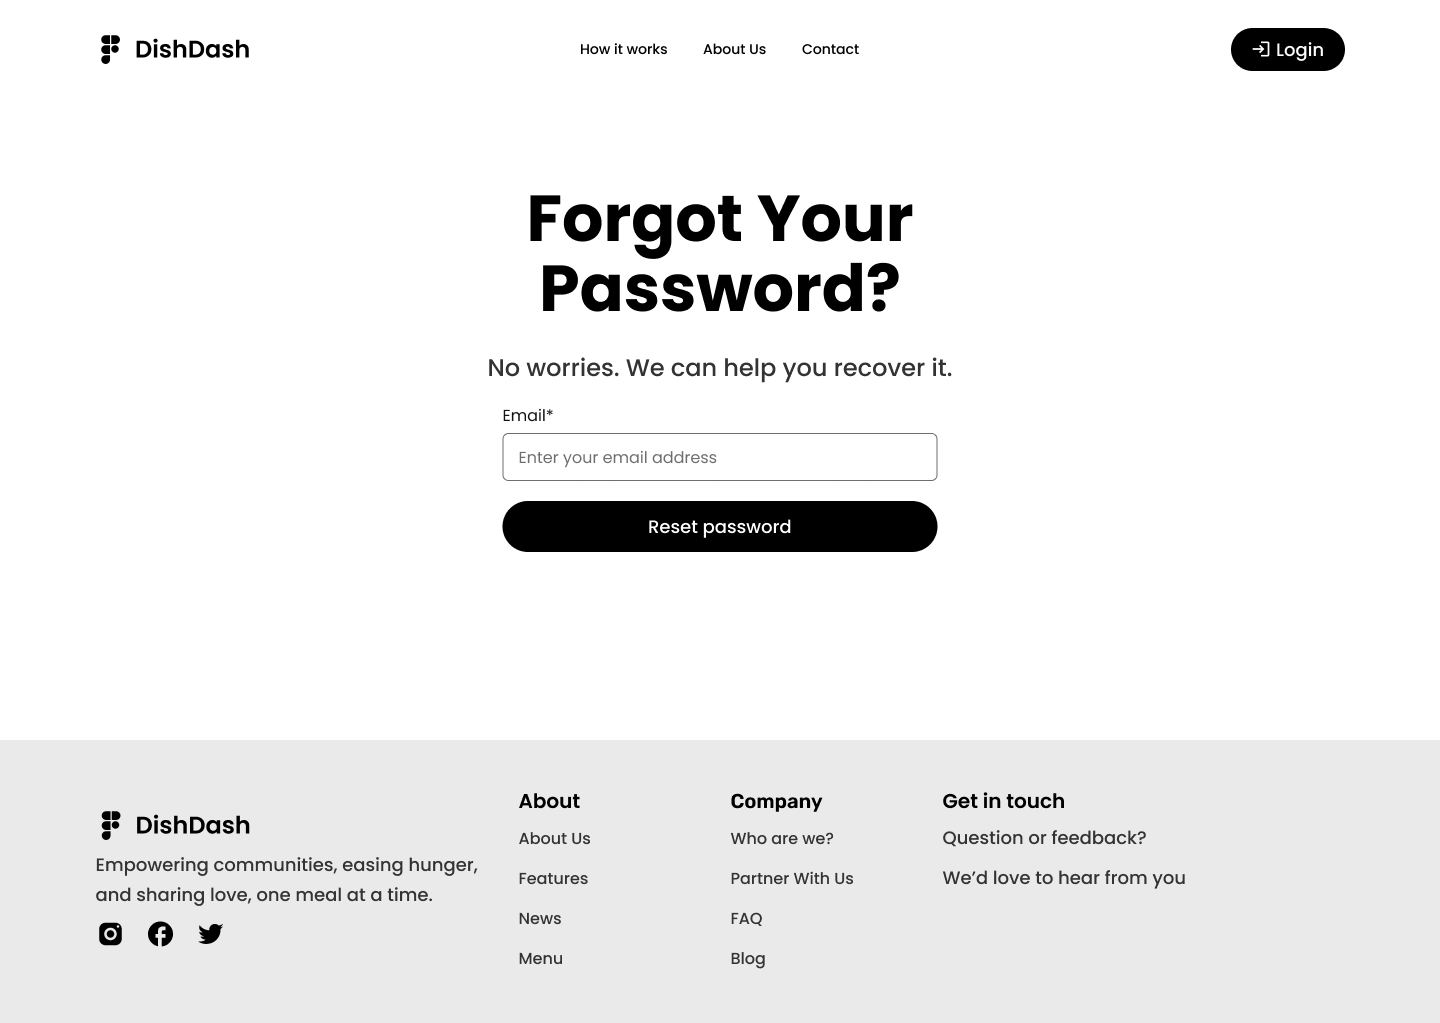 DishDash
How it works
About Us
Contact
Login
Forgot Your
Password?
No worries. We can help you recover it.
Email*
Enter your email address
Reset password
DishDash
Empowering communities, easing hunger,
and sharing love, one meal at a time.
About
About Us
Features
News
Menu
Company
Who are we?
Partner With Us
FAQ
Blog
Get in touch
Question or feedback?
We’d love to hear from you